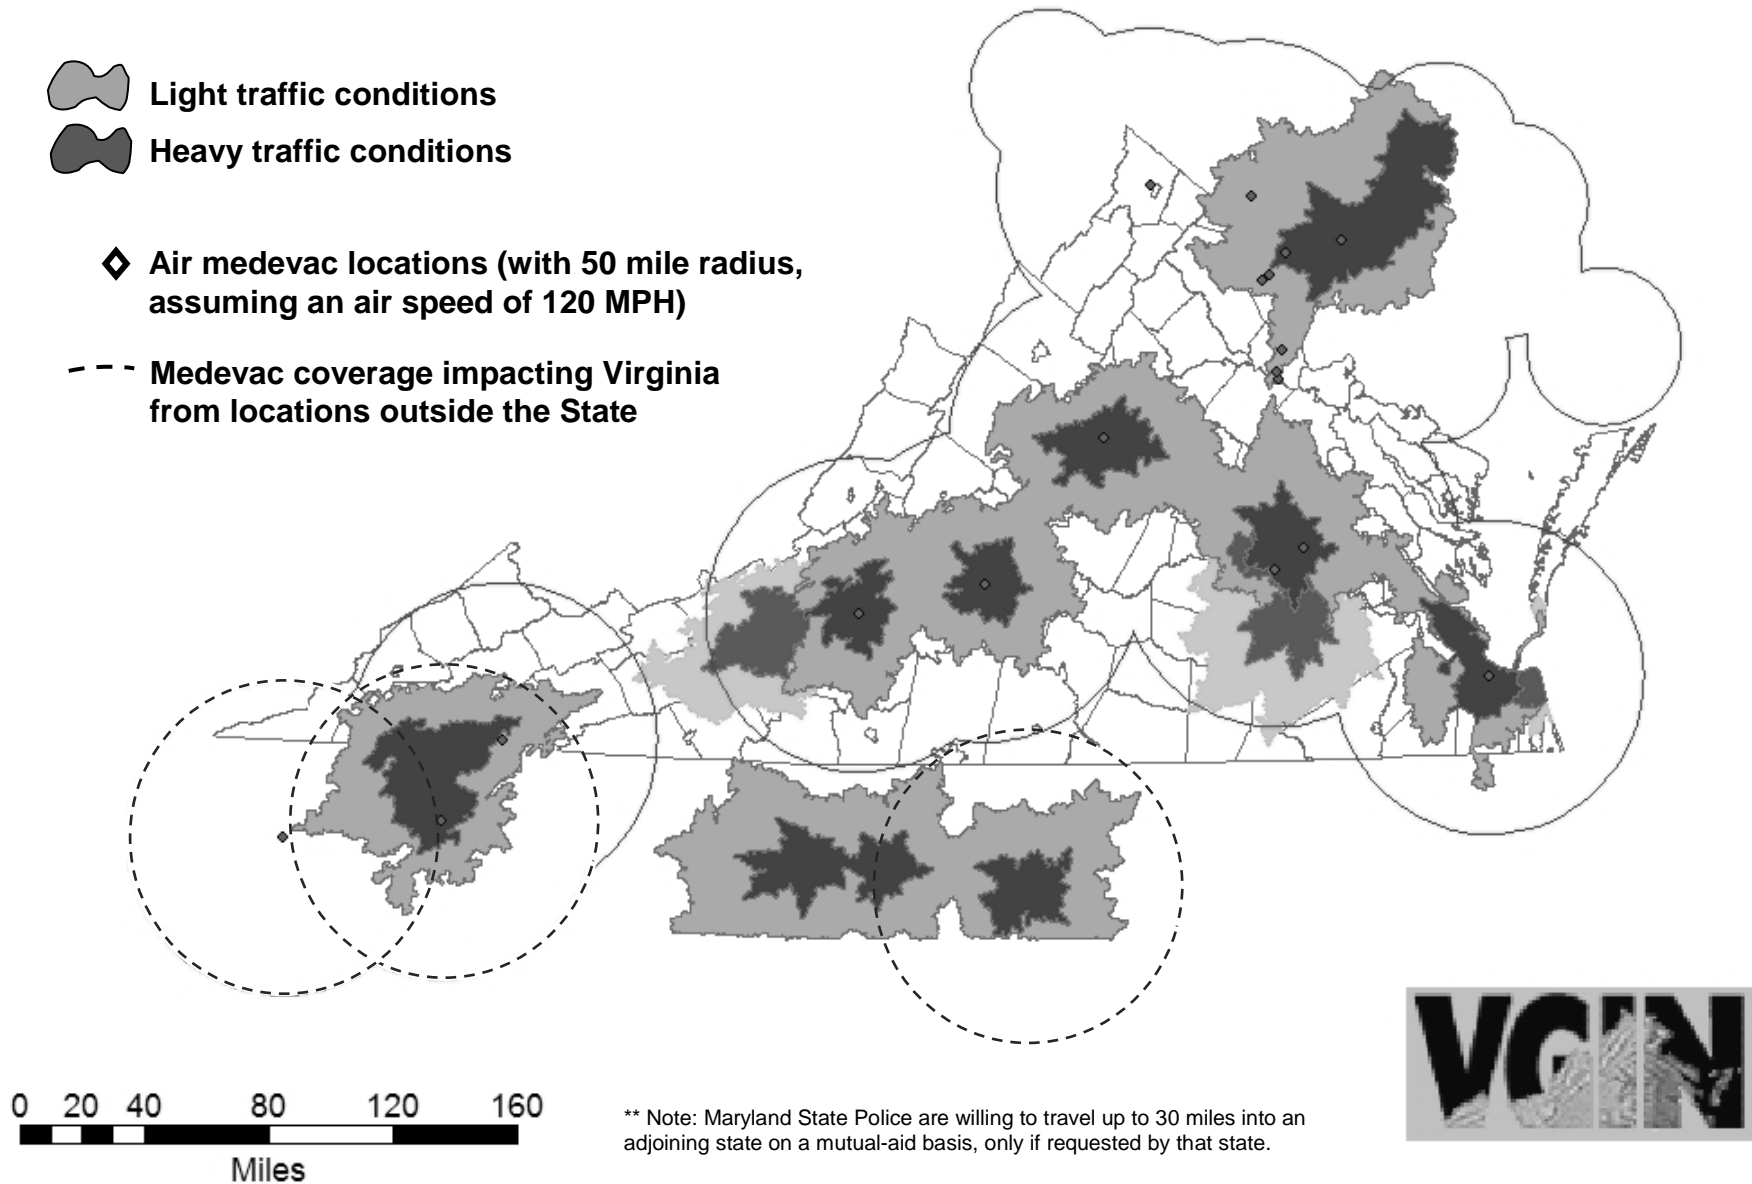 Light traffic conditions
Heavy traffic conditions
Air medevac locations (with 50 mile radius,
assuming an air speed of 120 MPH)
Medevac coverage impacting Virginia
from locations outside the State
0 20 40 80 120 160
Miles
** Note: Maryland State Police are willing to travel up to 30 miles into an
adjoining state on a mutual-aid basis, only if requested by that state.
VGIN